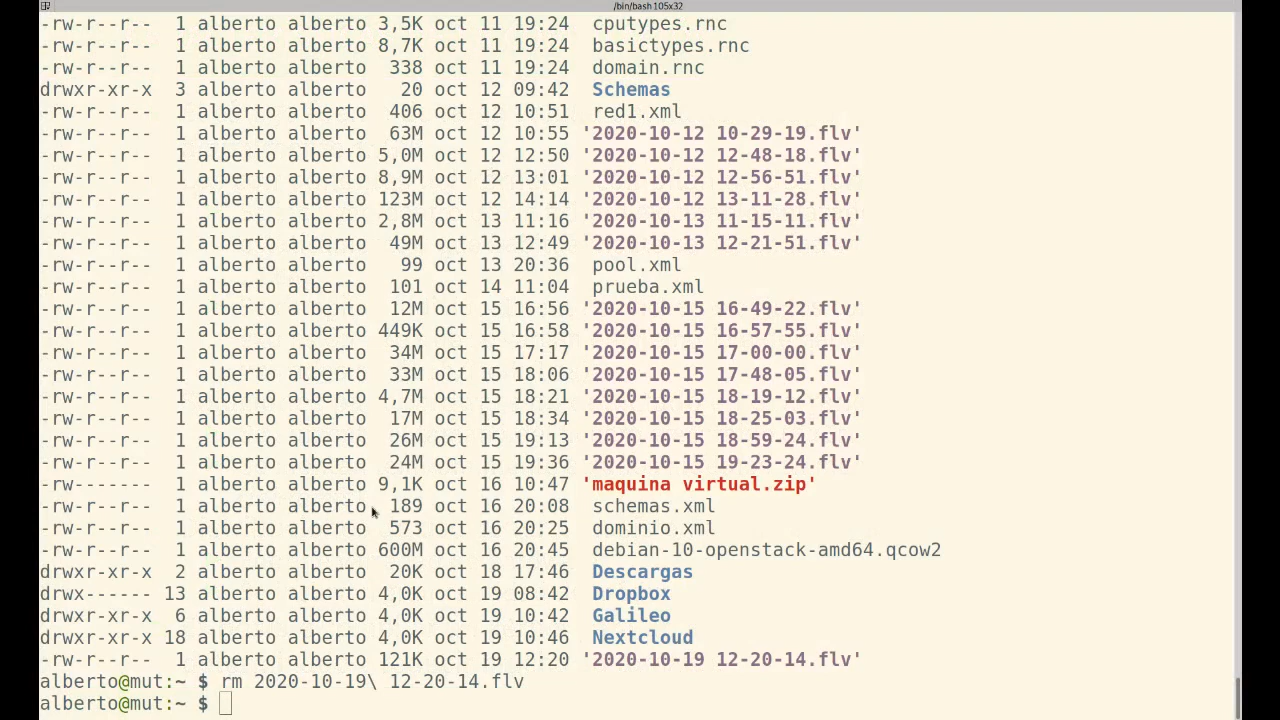 /bin/bash 105x32
-rw-r--r-- 1 alberto alberto 3,5K oct 11 19:24 cputypes.rnc
-rw-r--r-- 1 alberto alberto 8,7K oct 11 19:24 basictypes.rnc
-rw-r--r-- 1 alberto alberto 338 oct 11 19:24 domain.rnc
drwxr-xr-x 3 alberto alberto 20 oct 12 09:42 Schemas
-rw-r--r-- 1 alberto alberto 406 oct 12 10:51 red1.xml
-rw-r--r-- 1 alberto alberto 63M oct 12 10:55 '2020-10-12 10-29-19.flv'
-rw-r--r-- 1 alberto alberto 5,0M oct 12 12:50 '2020-10-12 12-48-18.flv'
-rw-r--r-- 1 alberto alberto 8,9M oct 12 13:01 '2020-10-12 12-56-51.flv'
-rw-r--r-- 1 alberto alberto 123M oct 12 14:14 '2020-10-12 13-11-28.flv'
-rw-r--r-- 1 alberto alberto 2,8M oct 13 11:16 '2020-10-13 11-15-11.flv'
-rw-r--r-- 1 alberto alberto 49M oct 13 12:49 '2020-10-13 12-21-51.flv'
-rw-r--r-- 1 alberto alberto 99 oct 13 20:36 pool.xml
-rw-r--r-- 1 alberto alberto 101 oct 14 11:04 prueba.xml
-rw-r--r-- 1 alberto alberto 12M oct 15 16:56 '2020-10-15 16-49-22.flv'
-rw-r--r-- 1 alberto alberto 449K oct 15 16:58 '2020-10-15 16-57-55.flv'
-rw-r--r-- 1 alberto alberto 34M oct 15 17:17 '2020-10-15 17-00-00.flv'
-rw-r--r-- 1 alberto alberto 33M oct 15 18:06 '2020-10-15 17-48-05.flv'
-rw-r--r-- 1 alberto alberto 4,7M oct 15 18:21 '2020-10-15 18-19-12.flv'
-rw-r--r-- 1 alberto alberto 17M oct 15 18:34 '2020-10-15 18-25-03.flv'
-rw-r--r-- 1 alberto alberto 26M oct 15 19:13 '2020-10-15 18-59-24.flv'
-rw-r--r-- 1 alberto alberto 24M oct 15 19:36 '2020-10-15 19-23-24.flv'
-rw------- 1 alberto alberto 9,1K oct 16 10:47 'maquina virtual.zip'
-rw-r--r-- 1 alberto alberto 189 oct 16 20:08 schemas.xml
-rw-r--r-- 1 alberto alberto 573 oct 16 20:25 dominio.xml
-rw-r--r-- 1 alberto alberto 600M oct 16 20:45 debian-10-openstack-amd64.qcow2
drwxr-xr-x 2 alberto alberto 20K oct 18 17:46 Descargas
drwx------ 13 alberto alberto 4,0K oct 19 08:42 Dropbox
drwxr-xr-x 6 alberto alberto 4,0K oct 19 10:42 Galileo
drwxr-xr-x 18 alberto alberto 4,0K oct 19 10:46 Nextcloud
-rw-r--r-- 1 alberto alberto 121K oct 19 12:20 '2020-10-19 12-20-14.flv'
alberto@mut:~ $ rm 2020-10-19\ 12-20-14.flv
alberto@mut:~ $